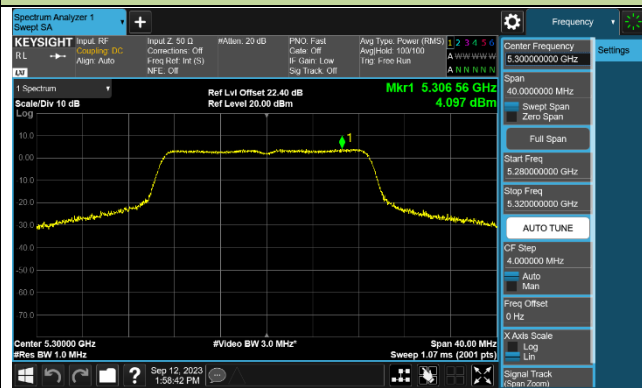 Spectrum Analyzer 1
Swept SA
Frequency
KEYSIGHT
RL
LXI
Input: RF
Coupling: DC
Align: Auto
Input Z: 50 Ω
Corrections: Off
Freq Ref: Int (S)
NFE: Off
#Atten: 20 dB
PNO: Fast
Gate: Off
IF Gain: Low
Sig Track: Off
Avg Type: Power (RMS)
Avg|Hold: 100/100
Trig: Free Run
1 2 3 4 5 6
A W W W W W
A N N N N N
1 Spectrum
Scale/Div 10 dB
Log
Ref Lvl Offset 22.40 dB
Ref Level 20.00 dBm
Mkr1 5.306 56 GHz
4.097 dBm
1
10.0
0.00
-10.0
-20.0
-30.0
-40.0
-50.0
-60.0
-70.0
Center 5.30000 GHz
#Res BW 1.0 MHz
#Video BW 3.0 MHz*
Span 40.00 MHz
Sweep 1.07 ms (2001 pts)
Center Frequency
5.300000000 GHz
Span
40.0000000 MHz
Swept Span
Zero Span
Full Span
Start Freq
5.280000000 GHz
Stop Freq
5.320000000 GHz
AUTO TUNE
CF Step
4.000000 MHz
Auto
Man
Freq Offset
0 Hz
X Axis Scale
Log
Lin
Signal Track
(Span Zoom)
Settings
Sep 12, 2023
1:58:42 PM